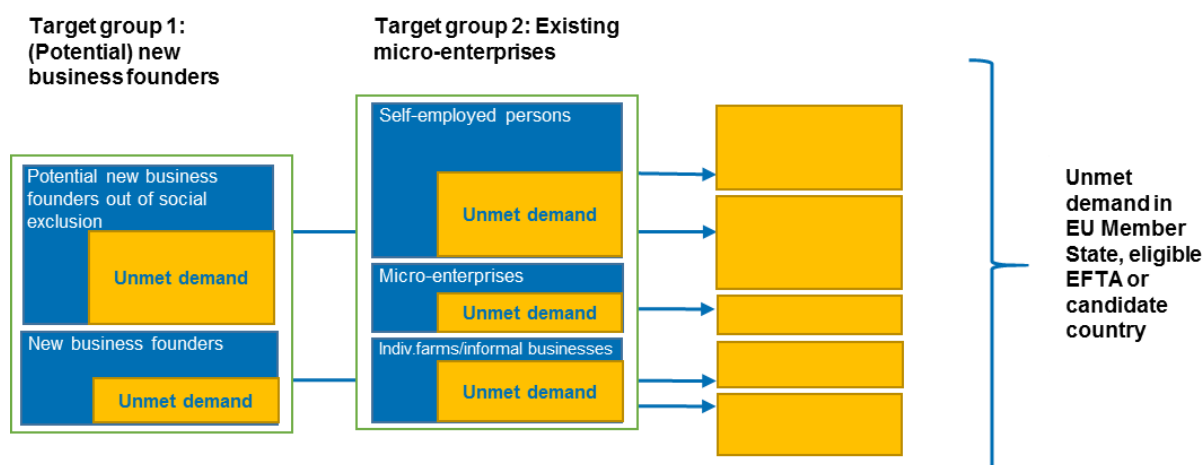 Target group 1:
(Potential) new
business founders
Target group 2: Existing
micro-enterprises
Potential new business
founders out of social
exclusion
Unmet demand
New business founders
Unmet demand
Self-employed persons
Unmet demand
Micro-enterprises
Unmet demand
Indiv.farms/informal businesses
Unmet demand
Unmet
demand in
EU Member
State, eligible
EFTA or
candidate
country